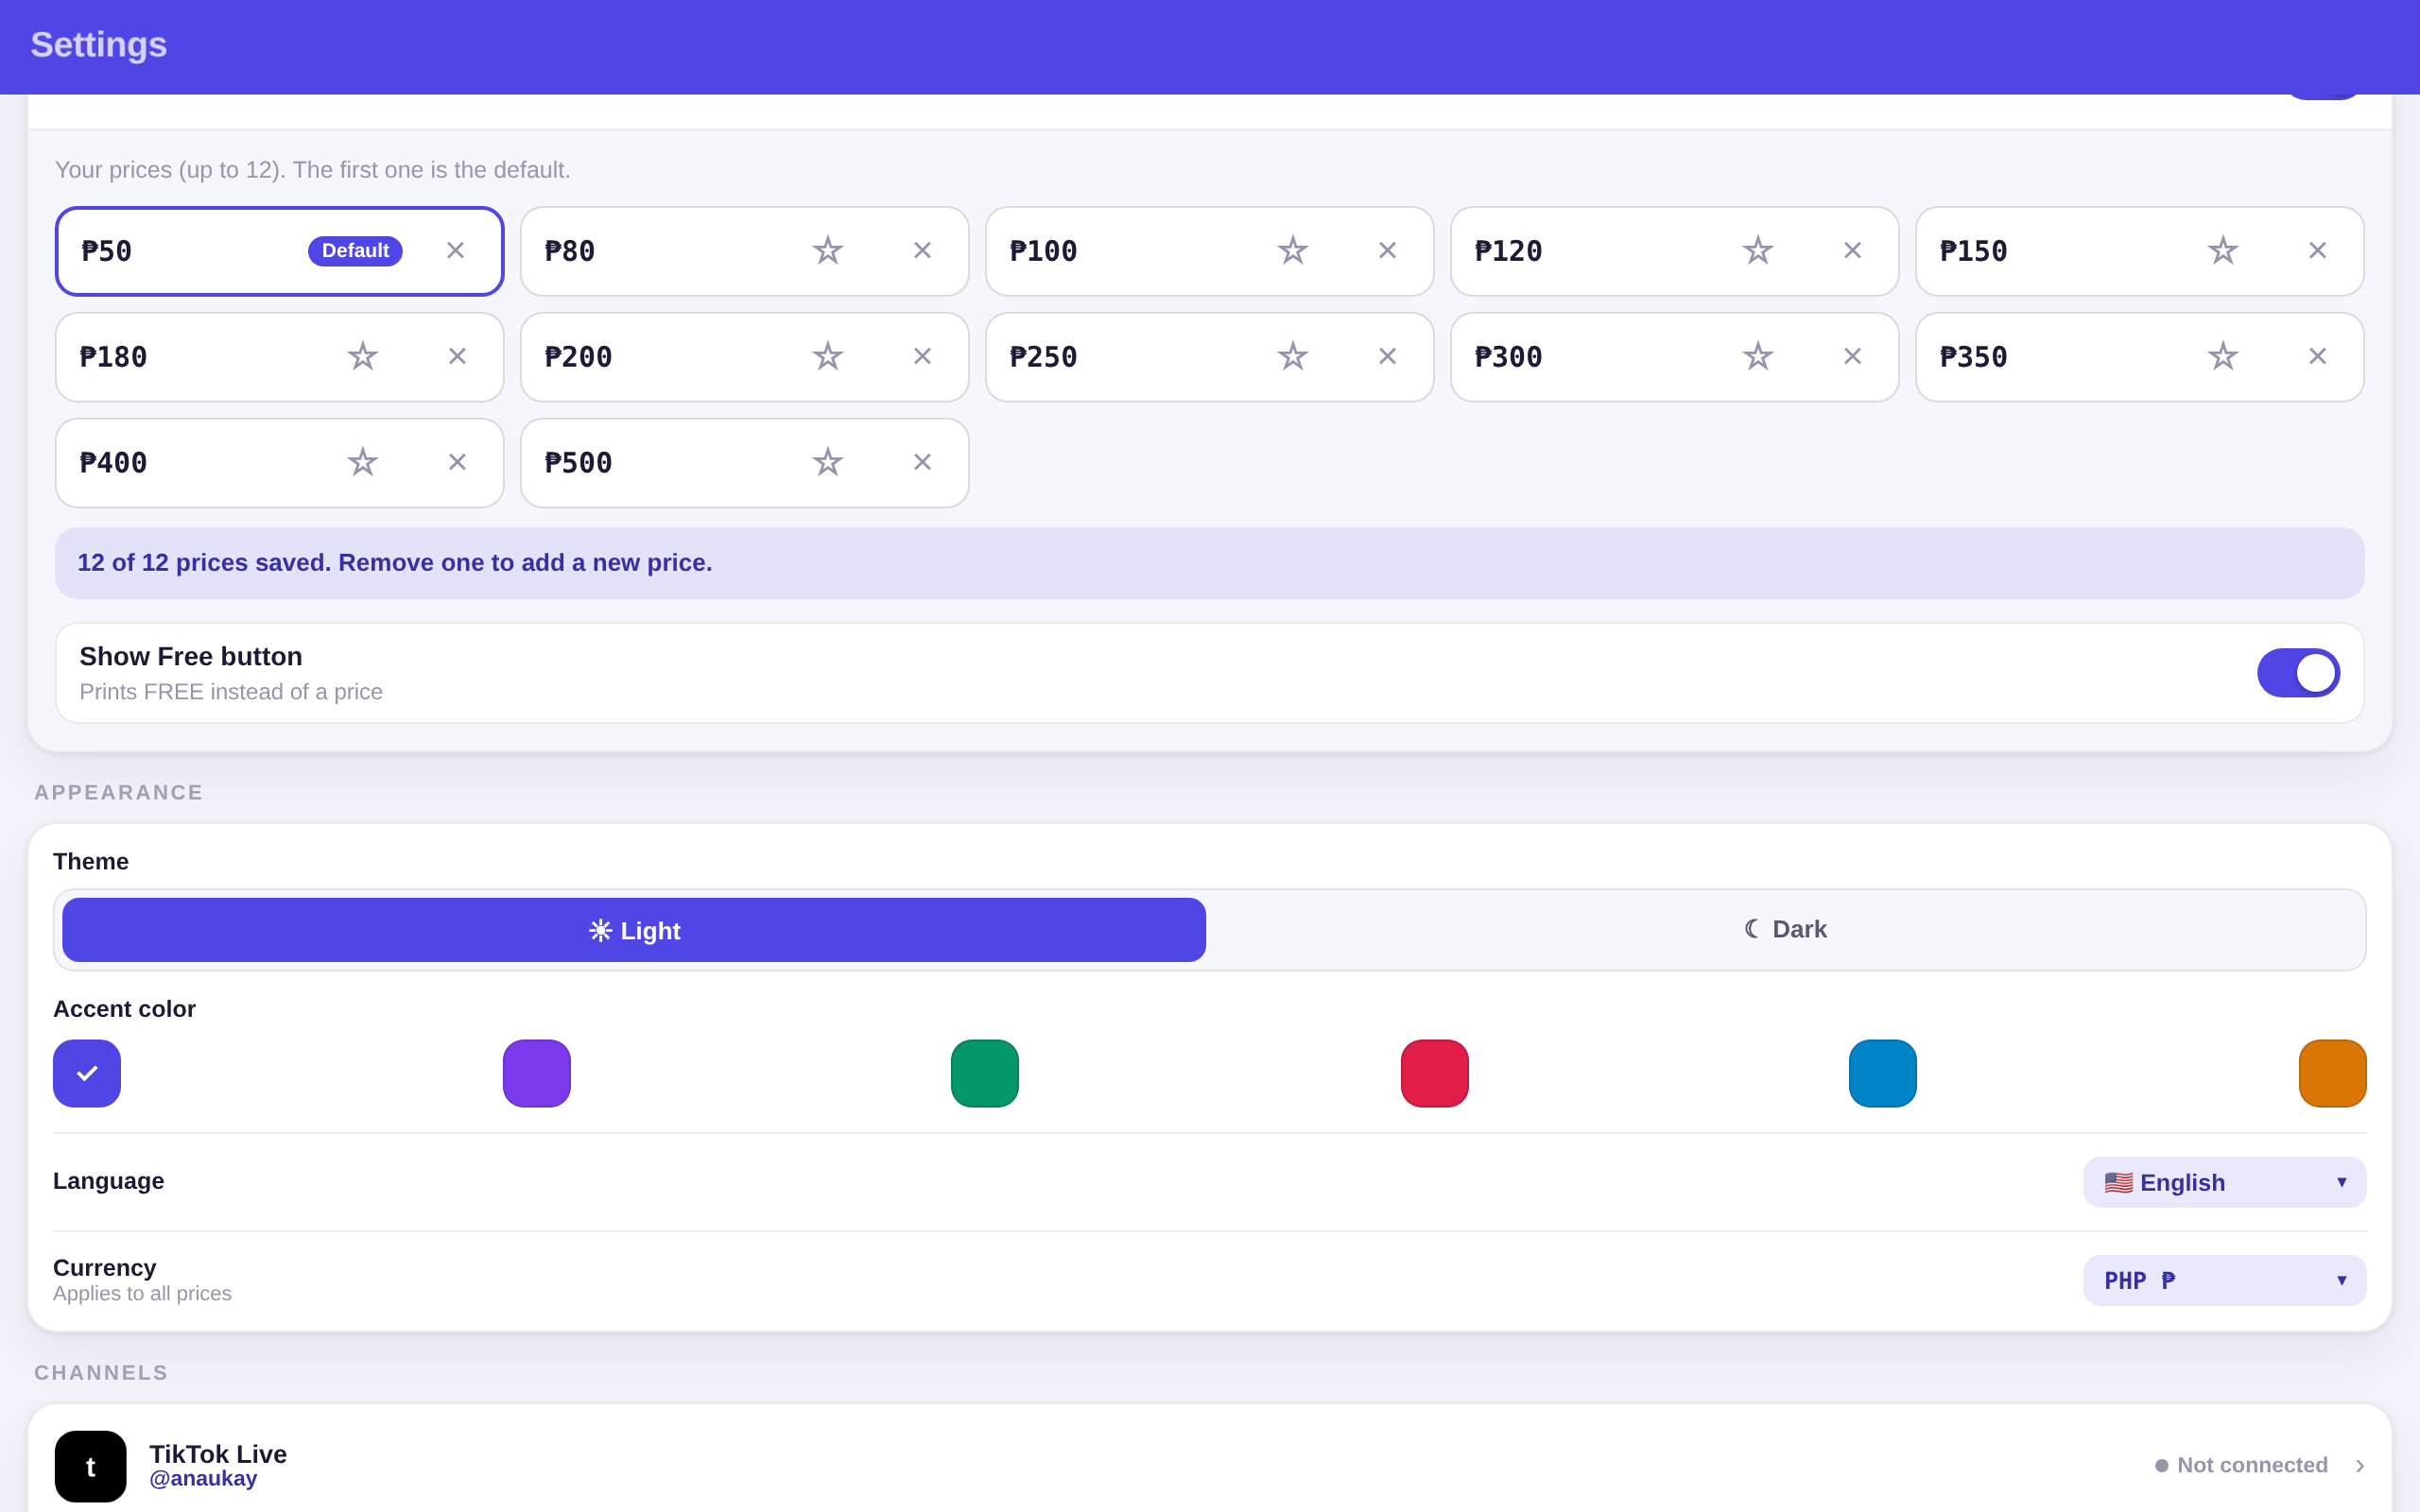 Settings
Your prices (up to 12). The first one is the default.
₱50 Default ✕
₱80 ☆ ✕
₱100 ☆ ✕
₱120 ☆ ✕
₱150 ☆ ✕
₱180 ☆ ✕
₱200 ☆ ✕
₱250 ☆ ✕
₱300 ☆ ✕
₱350 ☆ ✕
₱400 ☆ ✕
₱500 ☆ ✕
12 of 12 prices saved. Remove one to add a new price.
Show Free button
Prints FREE instead of a price
APPEARANCE
Theme
☀ Light
☾ Dark
Accent color
Language
🇺🇸 English ▾
Currency
Applies to all prices
PHP ₱ ▾
CHANNELS
t
TikTok Live
@anaukay
Not connected ›